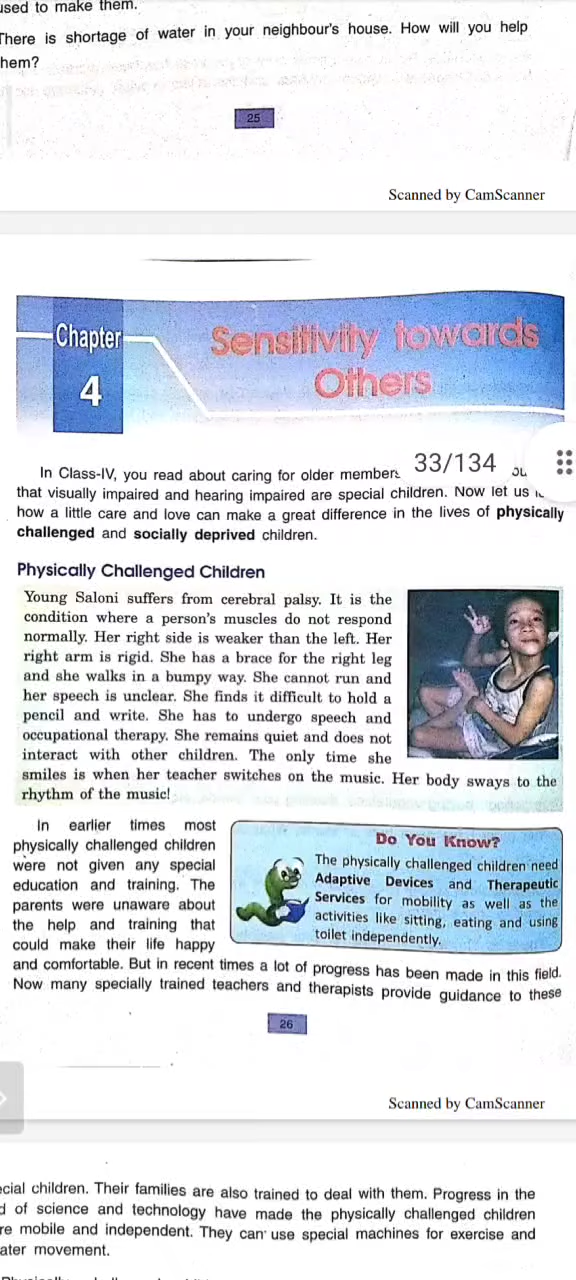 used to make them.
There is shortage of water in your neighbour's house. How will you help
hem?
25
Scanned by CamScanner
Chapter
4
Sensitivity towards
Others
In Class-IV, you read about caring for older members
33/134
that visually impaired and hearing impaired are special children. Now let us
how a little care and love can make a great difference in the lives of physically
challenged and socially deprived children.
Physically Challenged Children
Young Saloni suffers from cerebral palsy. It is the
condition where a person's muscles do not respond
normally. Her right side is weaker than the left. Her
right arm is rigid. She has a brace for the right leg
and she walks in a bumpy way. She cannot run and
her speech is unclear. She finds it difficult to hold a
pencil and write. She has to undergo speech and
occupational therapy. She remains quiet and does not
interact with other children. The only time she
smiles is when her teacher switches on the music. Her body sways to the
rhythm of the music!
In earlier times most
physically challenged children
were not given any special
education and training. The
parents were unaware about
the help and training that
could make their life happy
Do You Know?
The physically challenged children need
Adaptive Devices and Therapeutic
Services for mobility as well as the
activities like sitting, eating and using
toilet independently.
and comfortable. But in recent times a lot of progress has been made in this field.
Now many specially trained teachers and therapists provide guidance to these
26
Scanned by CamScanner
ecial children. Their families are also trained to deal with them. Progress in the
d of science and technology have made the physically challenged children
re mobile and independent. They can use special machines for exercise and
ater movement.